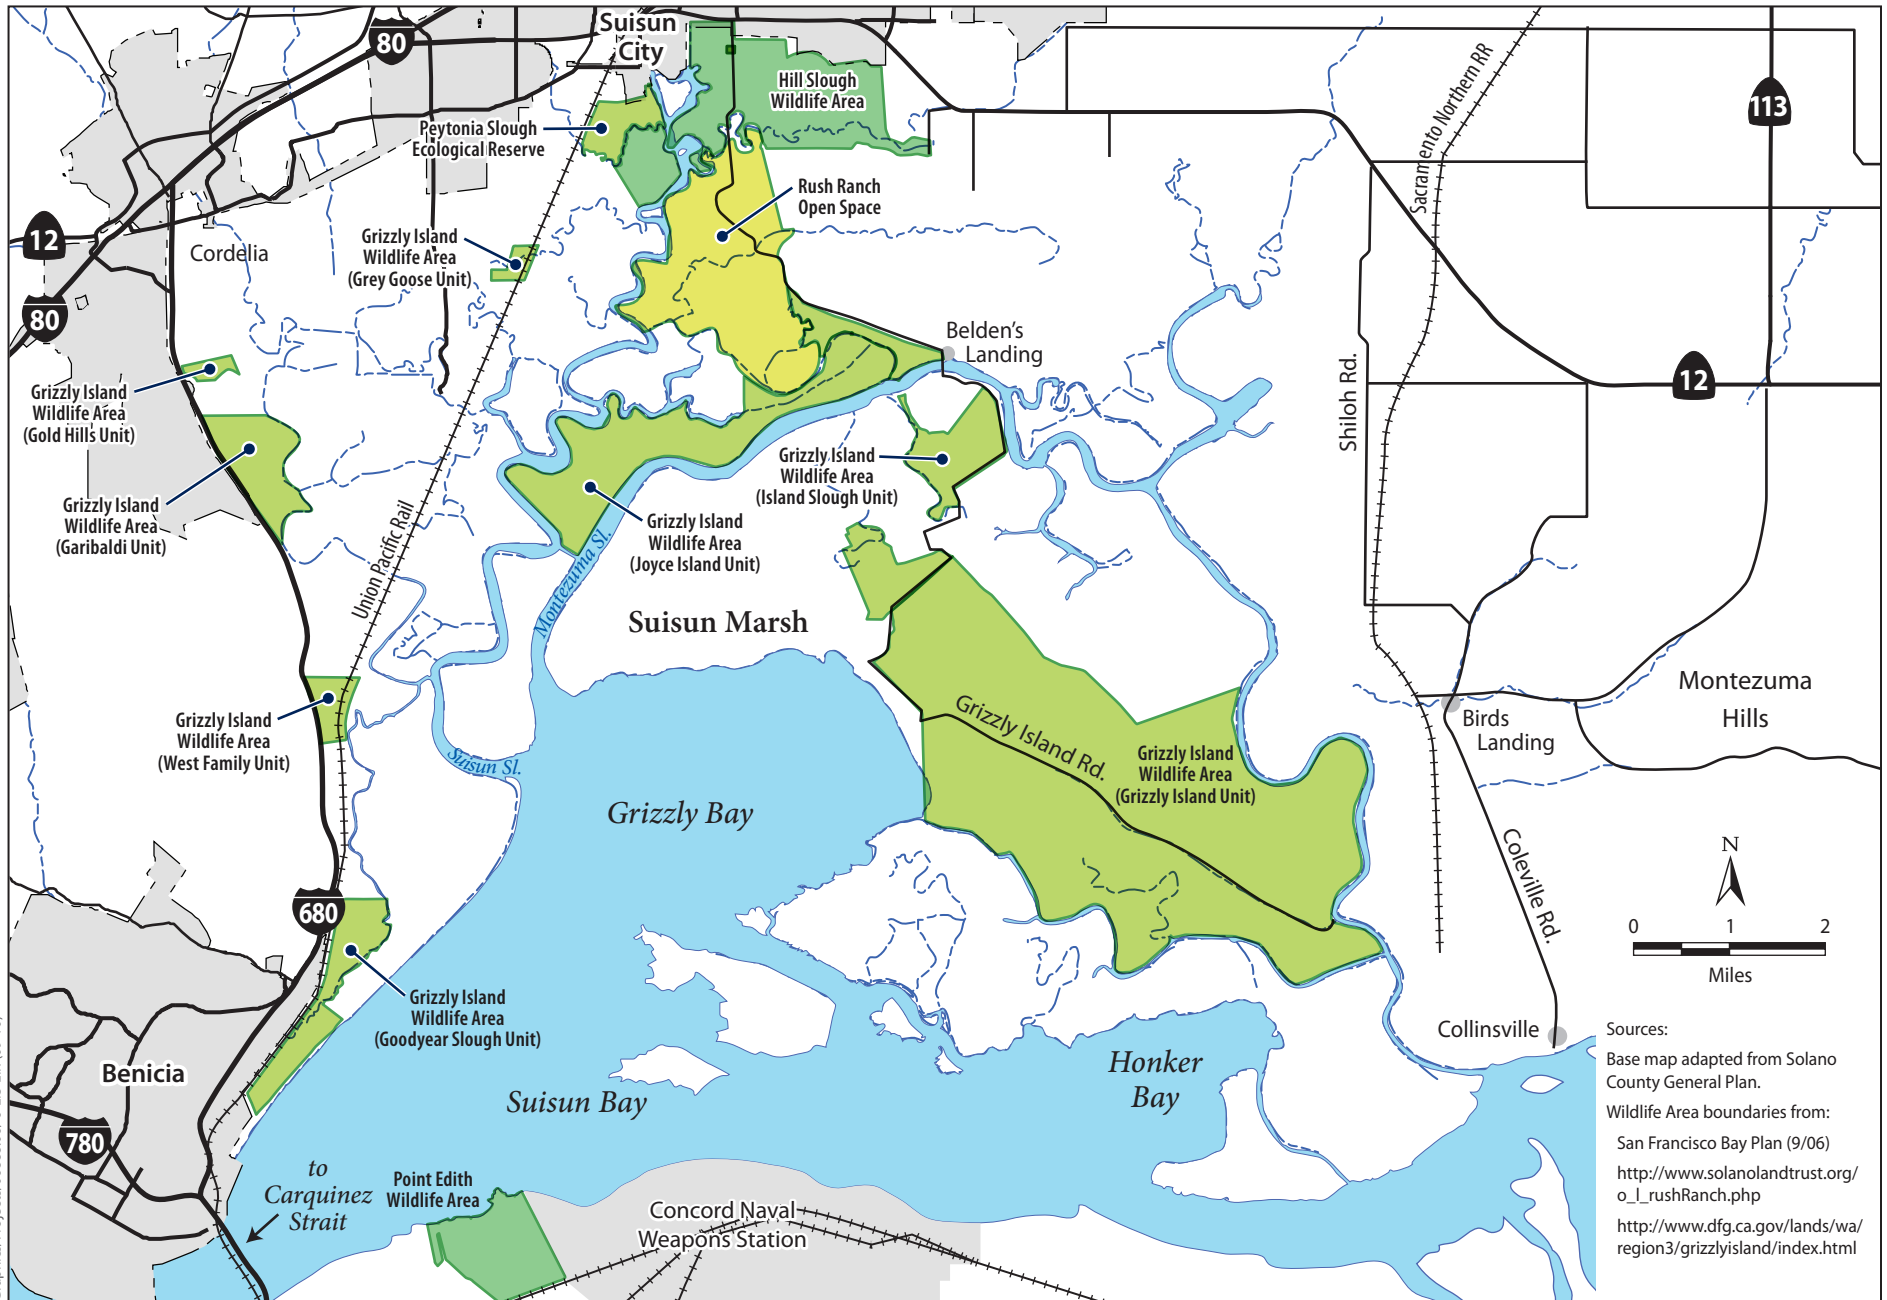 Suisun
City
80
Hill Slough
Wildlife Area
113
Sacramento Northern RR
Peytonia Slough
Ecological Reserve
Rush Ranch
Open Space
12
Cordelia
Grizzly Island
Wildlife Area
(Grey Goose Unit)
80
Belden's
Landing
Shiloh Rd.
12
Grizzly Island
Wildlife Area
(Gold Hills Unit)
Grizzly Island
Wildlife Area
(Island Slough Unit)
Grizzly Island
Wildlife Area
(Garibaldi Unit)
Union Pacific Rail
Grizzly Island
Wildlife Area
(Joyce Island Unit)
Montezuma Sl.
Suisun Marsh
Montezuma
Hills
Grizzly Island
Wildlife Area
(West Family Unit)
Suisun Sl.
Grizzly Island Rd.
Grizzly Island
Wildlife Area
(Grizzly Island Unit)
Birds
Landing
Grizzly Bay
Coleville Rd.
N
0 1 2
Miles
680
Grizzly Island
Wildlife Area
(Goodyear Slough Unit)
Benicia
Suisun Bay
Honker
Bay
Collinsville
780
to
Carquinez
Strait
Point Edith
Wildlife Area
Concord Naval
Weapons Station
Sources:
Base map adapted from Solano
County General Plan.
Wildlife Area boundaries from:
San Francisco Bay Plan (9/06)
http://www.solanolandtrust.org/
o_l_rushRanch.php
http://www.dfg.ca.gov/lands/wa/
region3/grizzlyisland/index.html